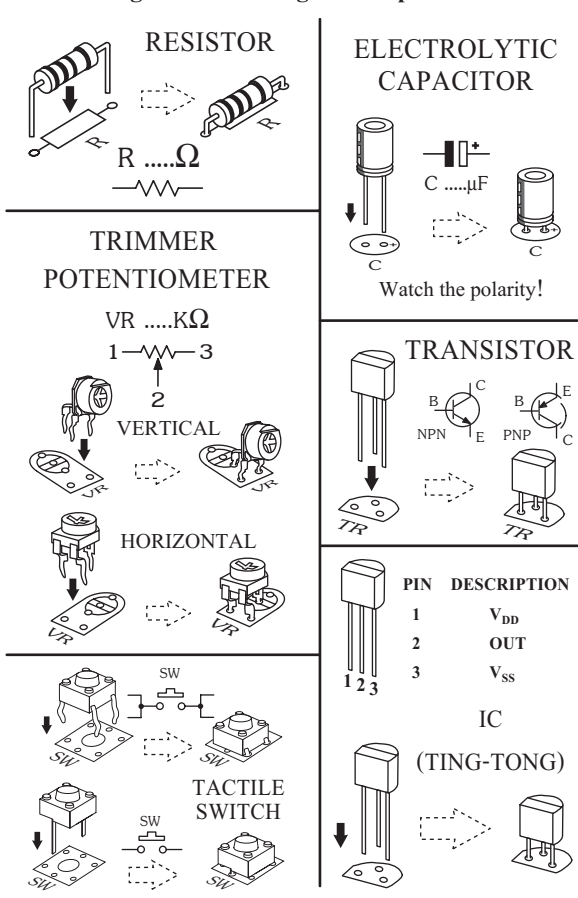 RESISTOR
R
R
R .....Ω
TRIMMER
POTENTIOMETER
VR .....KΩ
1
3
2
VERTICAL
VR
VR
HORIZONTAL
VR
VR
SW
SW
SW
TACTILE
SWITCH
SW
SW
SW
ELECTROLYTIC
CAPACITOR
+
C .....µF
+
C
+
C
Watch the polarity!
TRANSISTOR
B C E
NPN
B E C
PNP
TR
TR
PIN DESCRIPTION
1 VDD
2 OUT
3 VSS
1 2 3
IC
(TING-TONG)